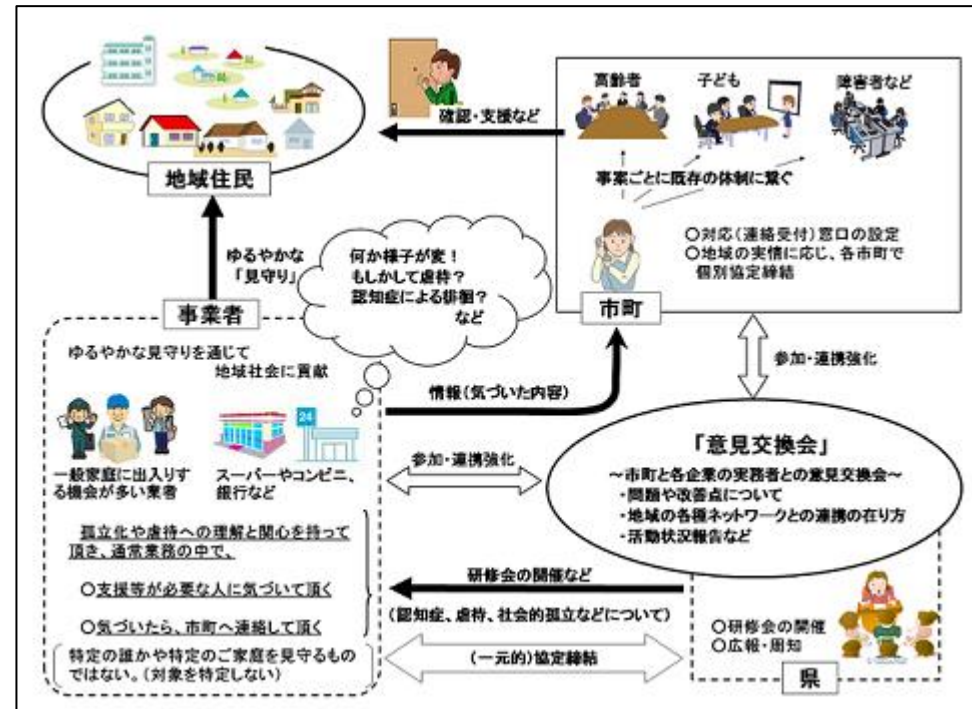 高齢者
子ども
障害者など
確認・支援など
事案ごとに既存の体制に繋ぐ
地域住民
○対応(連絡受付)窓口の設定
○地域の実情に応じ、各市町で
個別協定締結
市町
ゆるやかな
「見守り」
何か様子が変!
もしかして虐待?
認知症による徘徊?
など
事業者
ゆるやかな見守りを通じて
地域社会に貢献
24
一般家庭に出入りす
る機会が多い業者
スーパーやコンビニ、
銀行など
情報(気づいた内容)
参加・連携強化
参加・連携強化
「意見交換会」
~市町と各企業の実務者との意見交換会~
・問題や改善点について
・地域の各種ネットワークとの連携の在り方
・活動状況報告など
孤立化や虐待への理解と関心を持って
頂き、通常業務の中で、
○支援等が必要な人に気づいて頂く
○気づいたら、市町へ連絡して頂く
特定の誰かや特定のご家庭を見守るもの
ではない。(対象を特定しない)
研修会の開催など
(認知症、虐待、社会的孤立などについて)
(一元的)協定締結
○研修会の開催
○広報・周知
県